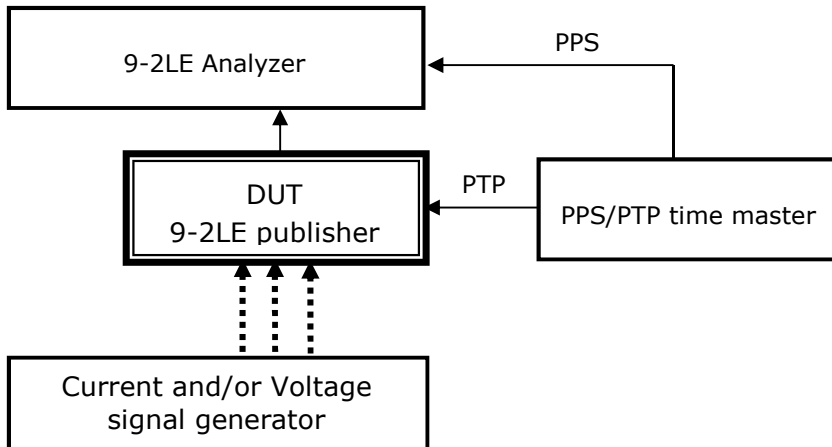 PPS
9-2LE Analyzer
PTP
DUT
9-2LE publisher
PPS/PTP time master
Current and/or Voltage
signal generator